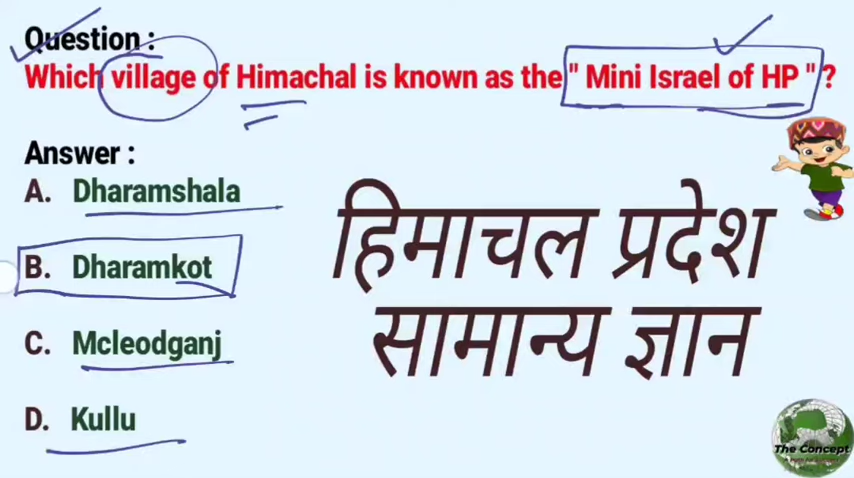 Question :
Which village of Himachal is known as the " Mini Israel of HP " ?
Answer :
A. Dharamshala
B. Dharamkot
C. Mcleodganj
D. Kullu
हिमाचल प्रदेश
सामान्य ज्ञान
The Concept